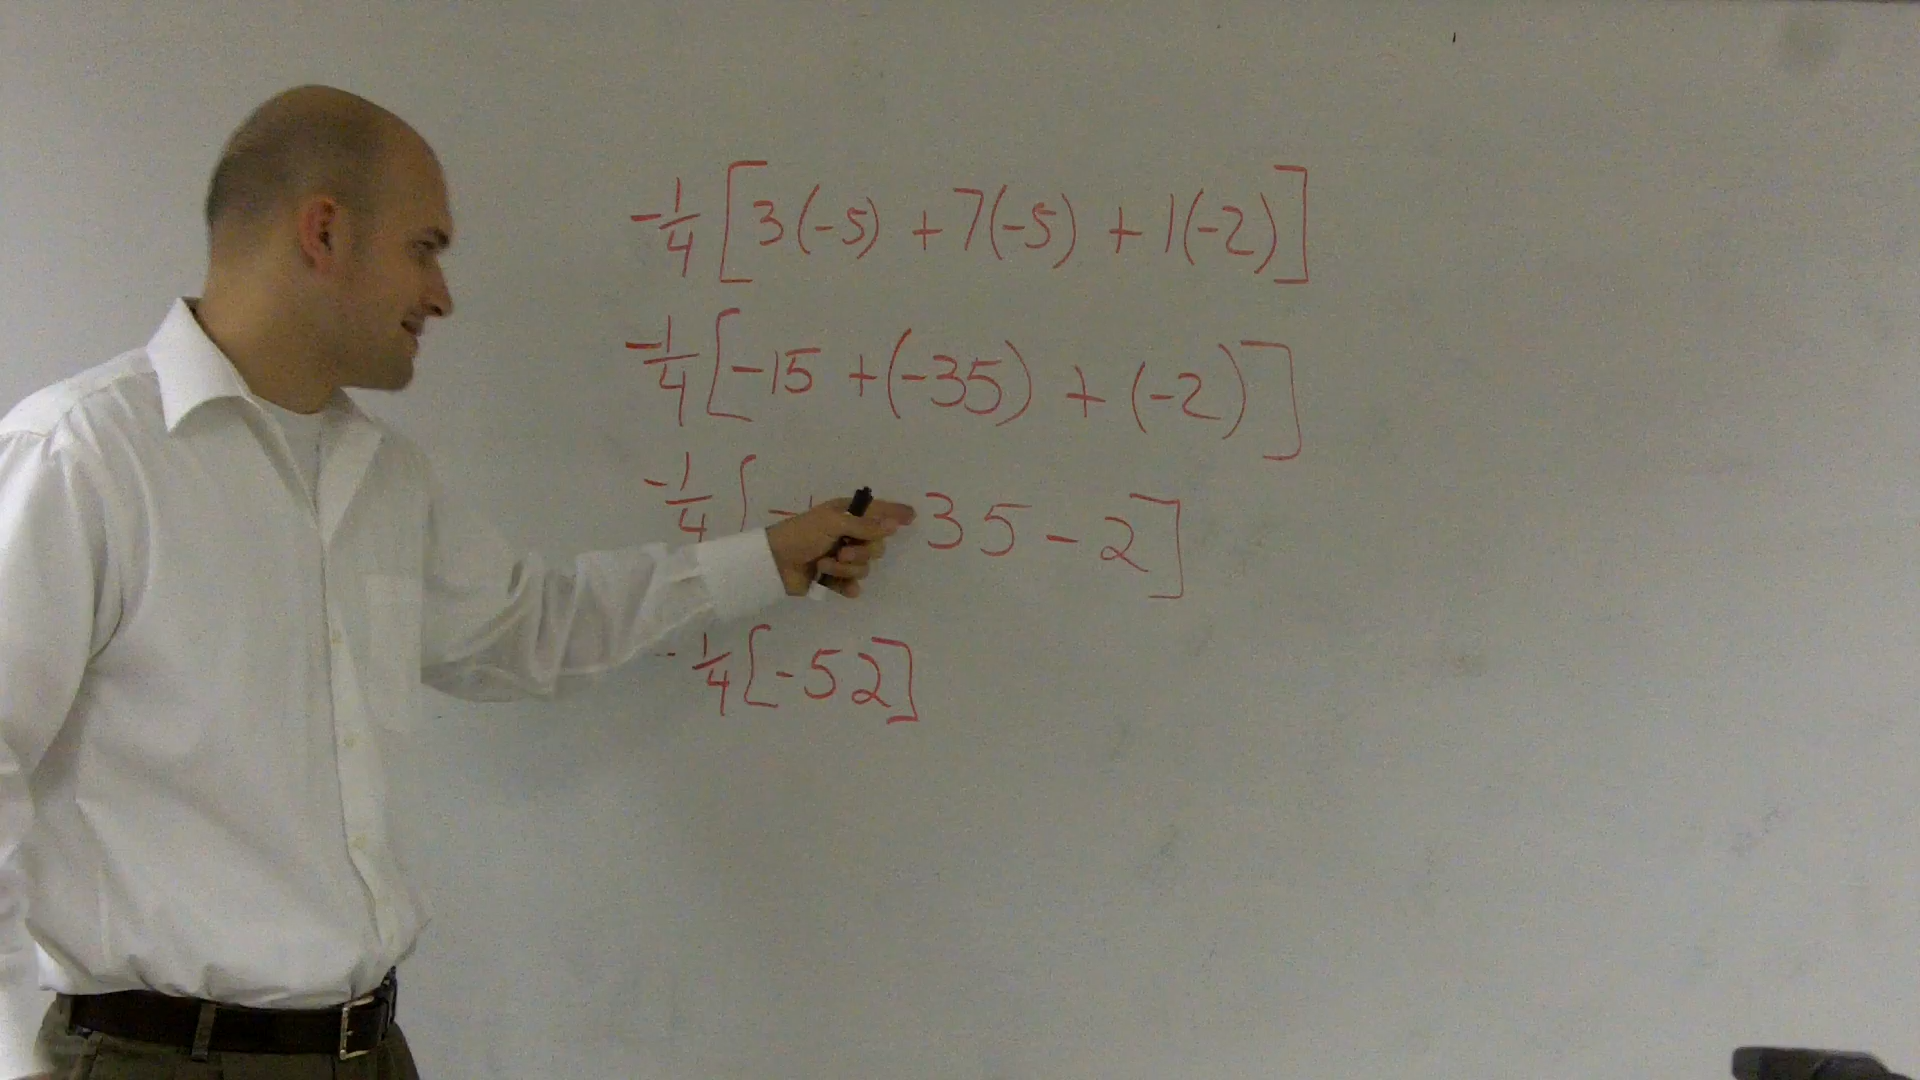 -1/4 [3(-5) + 7(-5) + 1(-2)]
-1/4 [-15 + (-35) + (-2)]
-1/4 [- 35 - 2]
-1/4 [-52]